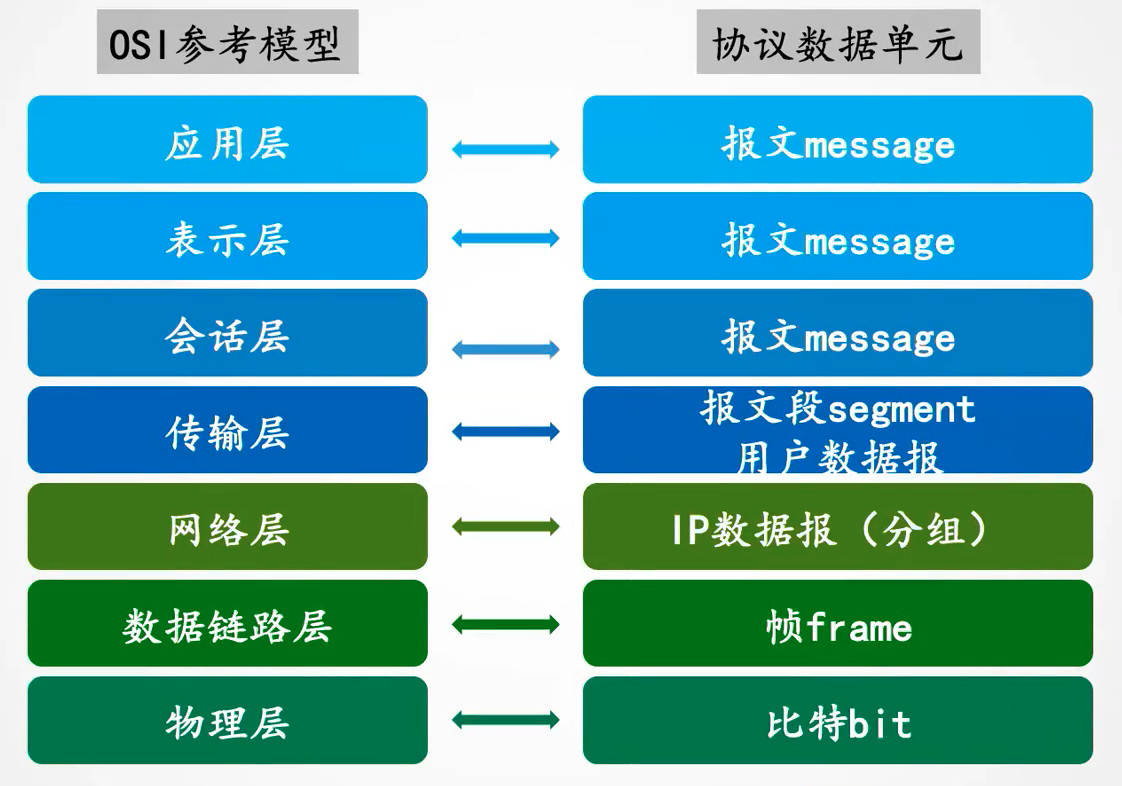 OSI参考模型
协议数据单元
应用层
报文message
表示层
报文message
会话层
报文message
传输层
报文段segment
用户数据报
网络层
IP数据报（分组）
数据链路层
帧frame
物理层
比特bit